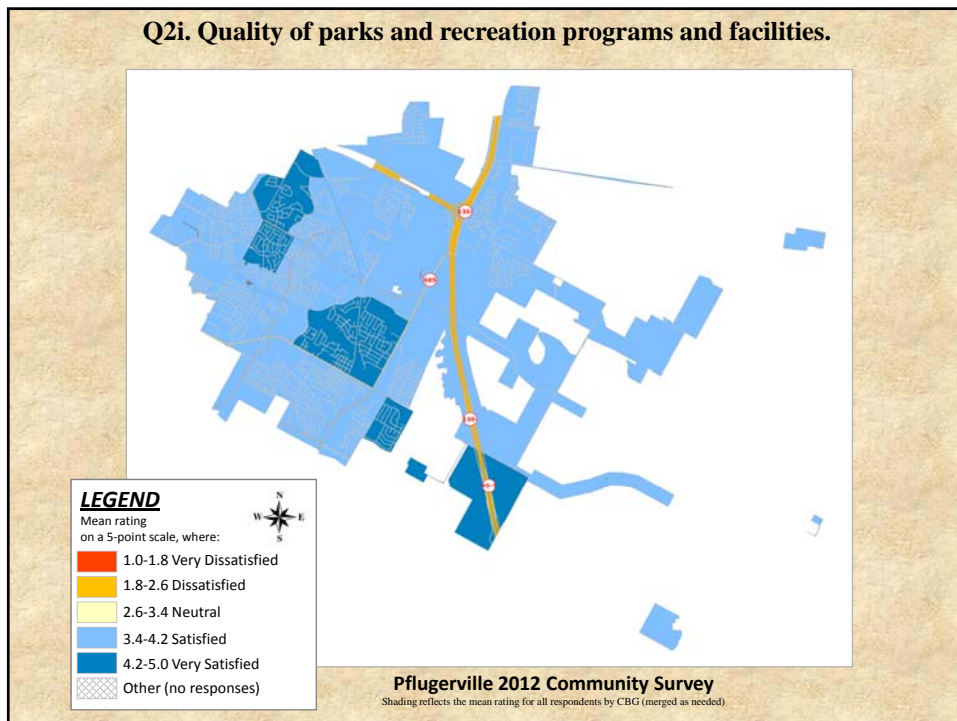 Q2i. Quality of parks and recreation programs and facilities.
130
685
130
LEGEND
N
W E
S
Mean rating
on a 5-point scale, where:
1.0-1.8 Very Dissatisfied
1.8-2.6 Dissatisfied
2.6-3.4 Neutral
3.4-4.2 Satisfied
4.2-5.0 Very Satisfied
Other (no responses)
Pflugerville 2012 Community Survey
Shading reflects the mean rating for all respondents by CBG (merged as needed)